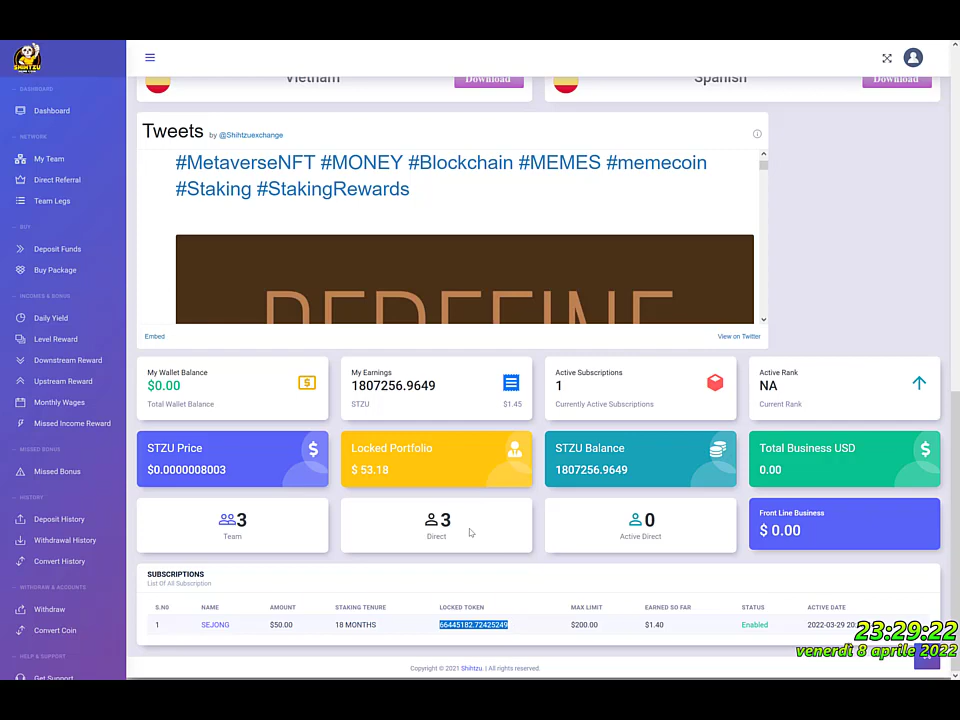 SHIHTZU
DASHBOARD
Dashboard
NETWORK
My Team
Direct Referral
Team Legs
BUY
Deposit Funds
Buy Package
INCOMES & BONUS
Daily Yield
Level Reward
Downstream Reward
Upstream Reward
Monthly Wages
Missed Income Reward
MISSED BONUS
Missed Bonus
HISTORY
Deposit History
Withdrawal History
Convert History
WITHDRAW & ACCOUNTS
Withdraw
Convert Coin
HELP & SUPPORT
Get Support
Vietnam
Download
Spanish
Download
Tweets by @Shihtzuexchange
#MetaverseNFT #MONEY #Blockchain #MEMES #memecoin
#Staking #StakingRewards
REDEFINE
Embed
View on Twitter
My Wallet Balance
$0.00
Total Wallet Balance
My Earnings
1807256.9649
STZU $1.45
Active Subscriptions
1
Currently Active Subscriptions
Active Rank
NA
Current Rank
STZU Price
$0.0000008003
Locked Portfolio
$ 53.18
STZU Balance
1807256.9649
Total Business USD
0.00
3
Team
3
Direct
0
Active Direct
Front Line Business
$ 0.00
SUBSCRIPTIONS
List Of All Subscription
S.NO NAME AMOUNT STAKING TENURE LOCKED TOKEN MAX LIMIT EARNED SO FAR STATUS ACTIVE DATE
1 SEJONG $50.00 18 MONTHS 66445182.72425249 $200.00 $1.40 Enabled 2022-03-29 20:
23:29:22
venerdì 8 aprile 2022
Copyright © 2021 Shihtzu. | All rights reserved.